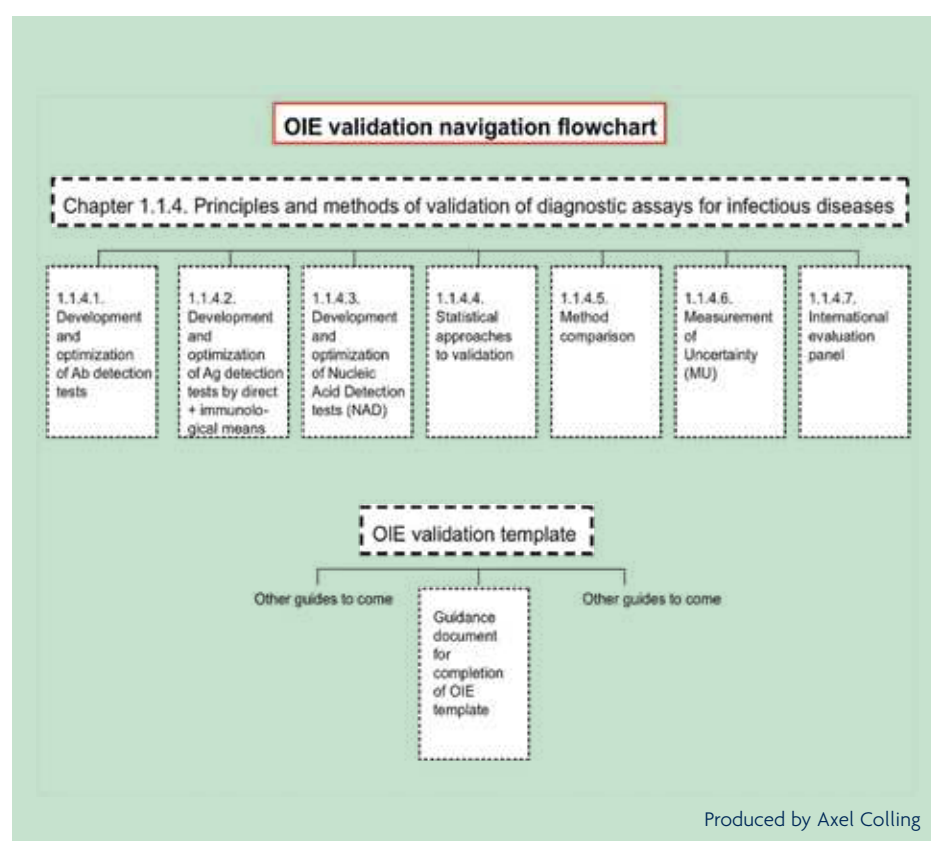 OIE validation navigation flowchart
Chapter 1.1.4. Principles and methods of validation of diagnostic assays for infectious diseases
1.1.4.1.
Development
and
optimization
of Ab detection
tests
1.1.4.2.
Development
and
optimization
of Ag detection
tests by direct
+ immunolo-
gical means
1.1.4.3.
Development
and
optimization
of Nucleic
Acid Detection
tests (NAD)
1.1.4.4.
Statistical
approaches
to validation
1.1.4.5.
Method
comparison
1.1.4.6.
Measurement
of
Uncertainty
(MU)
1.1.4.7.
International
evaluation
panel
OIE validation template
Other guides to come
Guidance
document
for
completion
of OIE
template
Other guides to come
Produced by Axel Colling